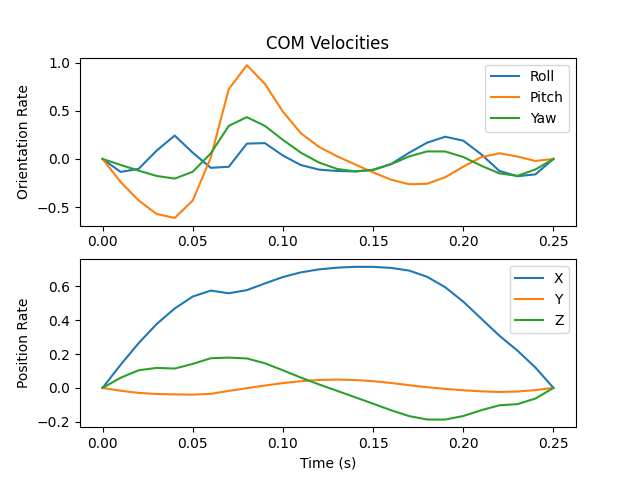 COM Velocities
Orientation Rate
1.0
0.5
0.0
−0.5
0.00 0.05 0.10 0.15 0.20 0.25
Roll
Pitch
Yaw
Position Rate
0.6
0.4
0.2
0.0
−0.2
0.00 0.05 0.10 0.15 0.20 0.25
X
Y
Z
Time (s)